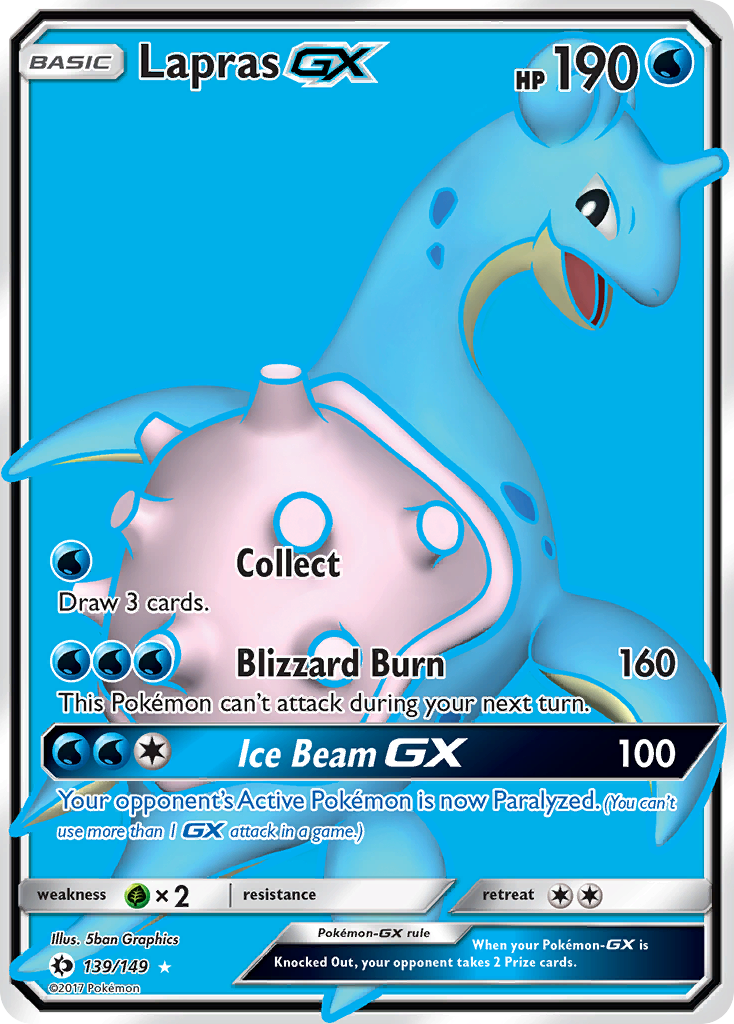 BASIC Lapras GX HP 190
Collect
Draw 3 cards.
Blizzard Burn 160
This Pokémon can't attack during your next turn.
Ice Beam GX 100
Your opponent's Active Pokémon is now Paralyzed. (You can't
use more than 1 GX attack in a game.)
weakness ×2 resistance retreat
Illus. 5ban Graphics
Pokémon-GX rule
When your Pokémon-GX is
Knocked Out, your opponent takes 2 Prize cards.
139/149
©2017 Pokémon